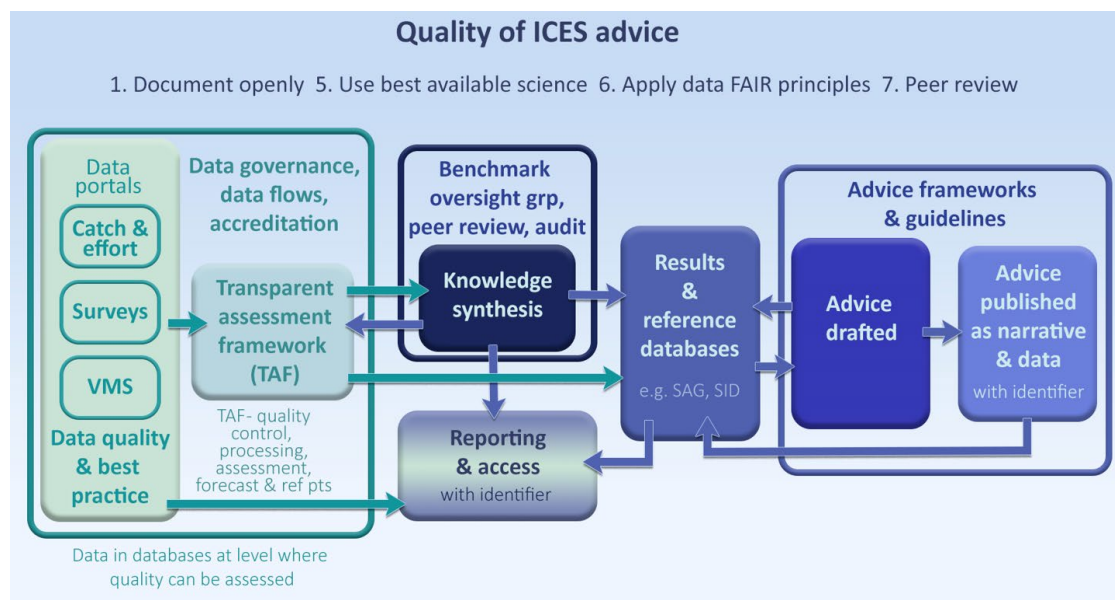 Quality of ICES advice
1. Document openly 5. Use best available science 6. Apply data FAIR principles 7. Peer review
Data
portals
Catch &
effort
Surveys
VMS
Data quality
& best
practice
Data governance,
data flows,
accreditation
Transparent
assessment
framework
(TAF)
TAF- quality
control,
processing,
assessment,
forecast & ref pts
Data in databases at level where
quality can be assessed
Benchmark
oversight grp,
peer review, audit
Knowledge
synthesis
Reporting
& access
with identifier
Results
&
reference
databases
e.g. SAG, SID
Advice frameworks
& guidelines
Advice
drafted
Advice
published
as narrative
& data
with identifier